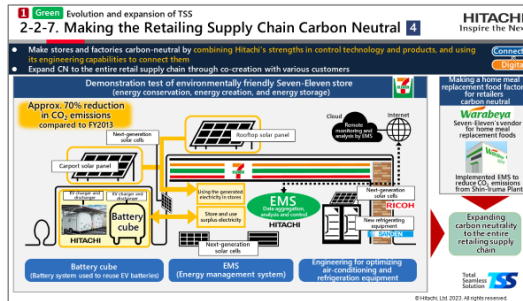 1 Green Evolution and expansion of TSS
2-2-7. Making the Retailing Supply Chain Carbon Neutral 4
HITACHI
Inspire the Nex
Make stores and factories carbon-neutral by combining Hitachi's strengths in control technology and products, and using
its engineering capabilities to connect them
Expand CN to the entire retail supply chain through co-creation with various customers
Connect
Digita
Demonstration test of environmentally friendly Seven-Eleven store
(energy conservation, energy creation, and energy storage)
Approx. 70% reduction
in CO2 emissions
compared to FY2013
Next-generation
solar cells
Rooftop solar panel
Carport solar panel
Cloud
Internet
Remote
monitoring and
analysis by EMS
EV charger and
discharger
EV charger and
discharger
Battery
cube
HITACHI
Using the generated
electricity in stores
Store and use
surplus electricity
EMS
Data aggregation,
analysis and control
HITACHI
Next-generation
solar cells
Next-generation
solar cells
RICOH
New refrigerating
equipment
SANDEN
Battery cube
(Battery system used to reuse EV batteries)
EMS
(Energy management system)
Engineering for optimizing
air-conditioning and
refrigeration equipment
Making a home meal
replacement food factor
for retailers
carbon neutral
Warabeya
Seven-Eleven's vendor
for home meal
replacement foods
Implemented EMS to
reduce CO2 emissions
from Shin-Iruma Plant
Expanding
carbon neutrality
to the entire
retailing supply
chain
Total
Seamless
Solution
TSS
© Hitachi, Ltd. 2023. All rights reserved.